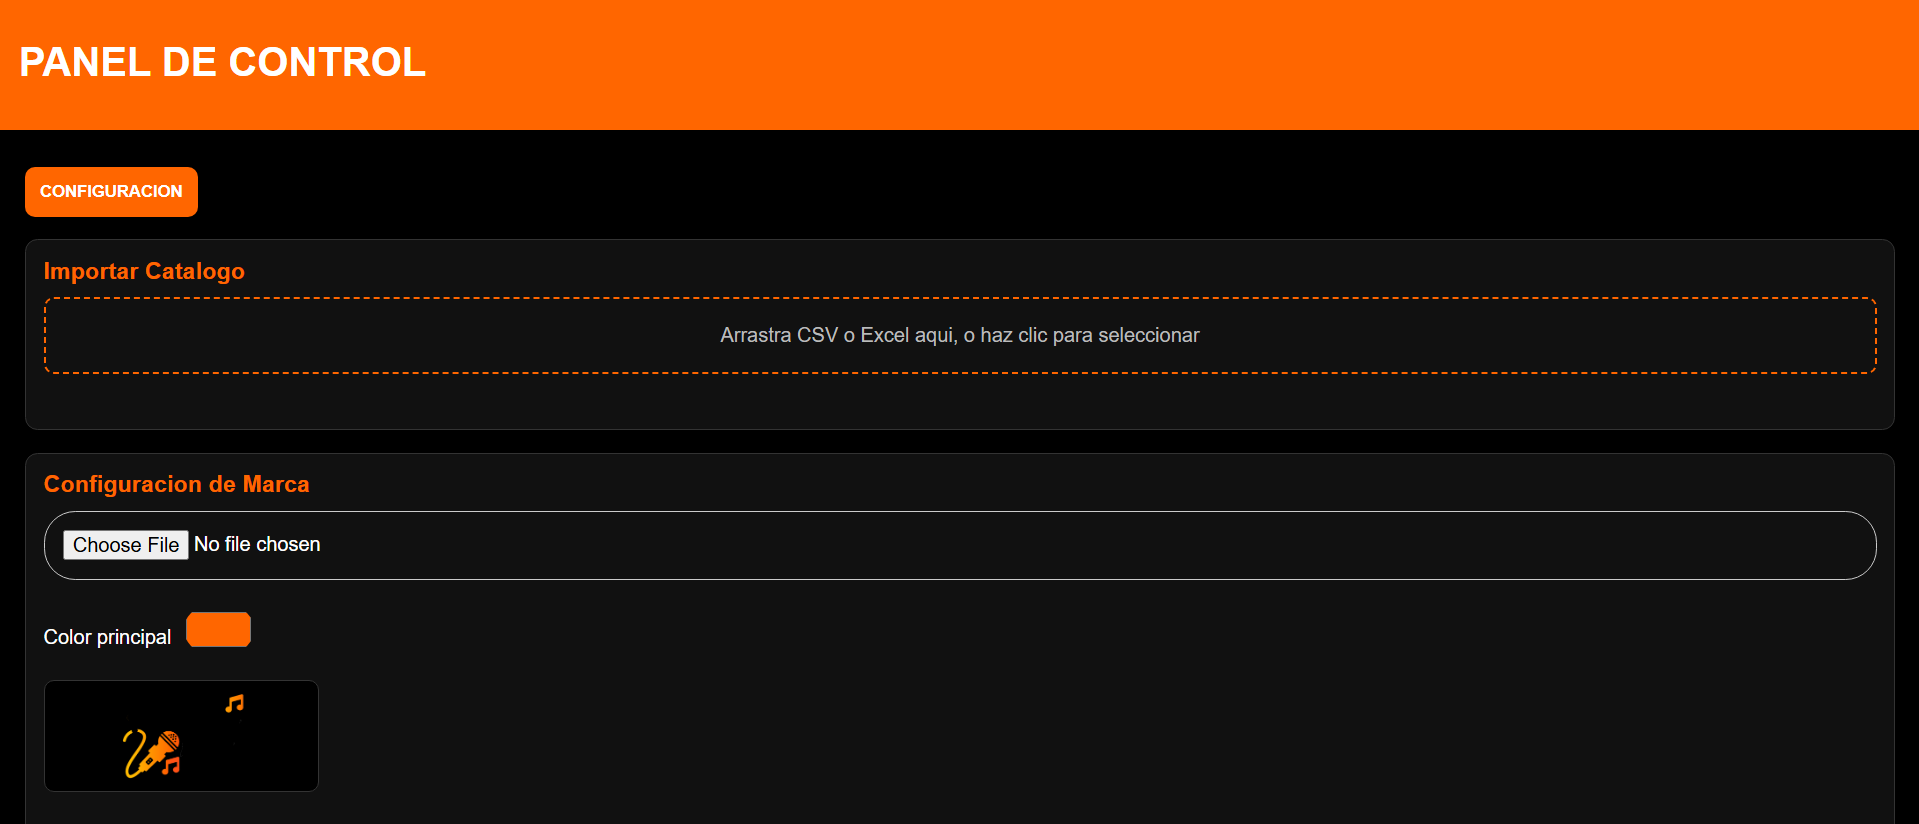 PANEL DE CONTROL
CONFIGURACION
Importar Catalogo
Arrastra CSV o Excel aqui, o haz clic para seleccionar
Configuracion de Marca
Choose File No file chosen
Color principal